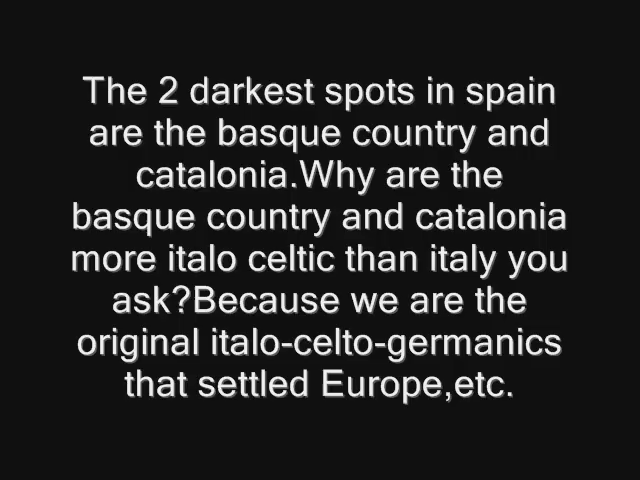 The 2 darkest spots in spain
are the basque country and
catalonia.Why are the
basque country and catalonia
more italo celtic than italy you
ask?Because we are the
original italo-celto-germanics
that settled Europe,etc.